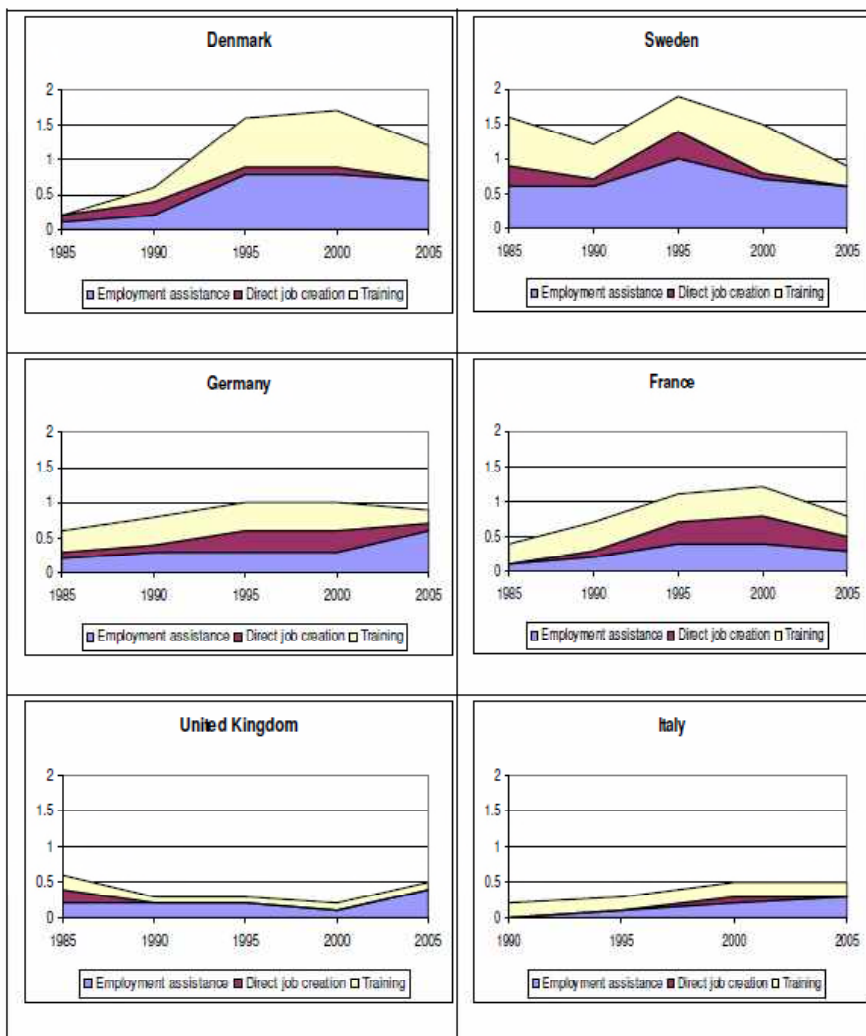 Denmark
2
1.5
1
0.5
0
1985 1990 1995 2000 2005
Employment assistance Direct job creation Training
Sweden
2
1.5
1
0.5
0
1985 1990 1995 2000 2005
Employment assistance Direct job creation Training
Germany
2
1.5
1
0.5
0
1985 1990 1995 2000 2005
Employment assistance Direct job creation Training
France
2
1.5
1
0.5
0
1985 1990 1995 2000 2005
Employment assistance Direct job creation Training
United Kingdom
2
1.5
1
0.5
0
1985 1990 1995 2000 2005
Employment assistance Direct job creation Training
Italy
2
1.5
1
0.5
0
1990 1995 2000 2005
Employment assistance Direct job creation Training